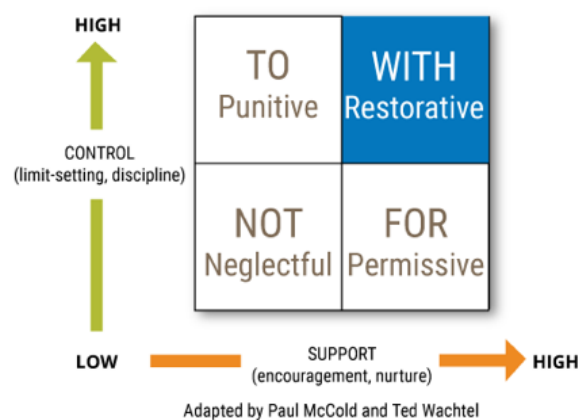 HIGH
TO
Punitive
WITH
Restorative
CONTROL
(limit-setting, discipline)
NOT
Neglectful
FOR
Permissive
LOW
SUPPORT
(encouragement, nurture)
HIGH
Adapted by Paul McCold and Ted Wachtel